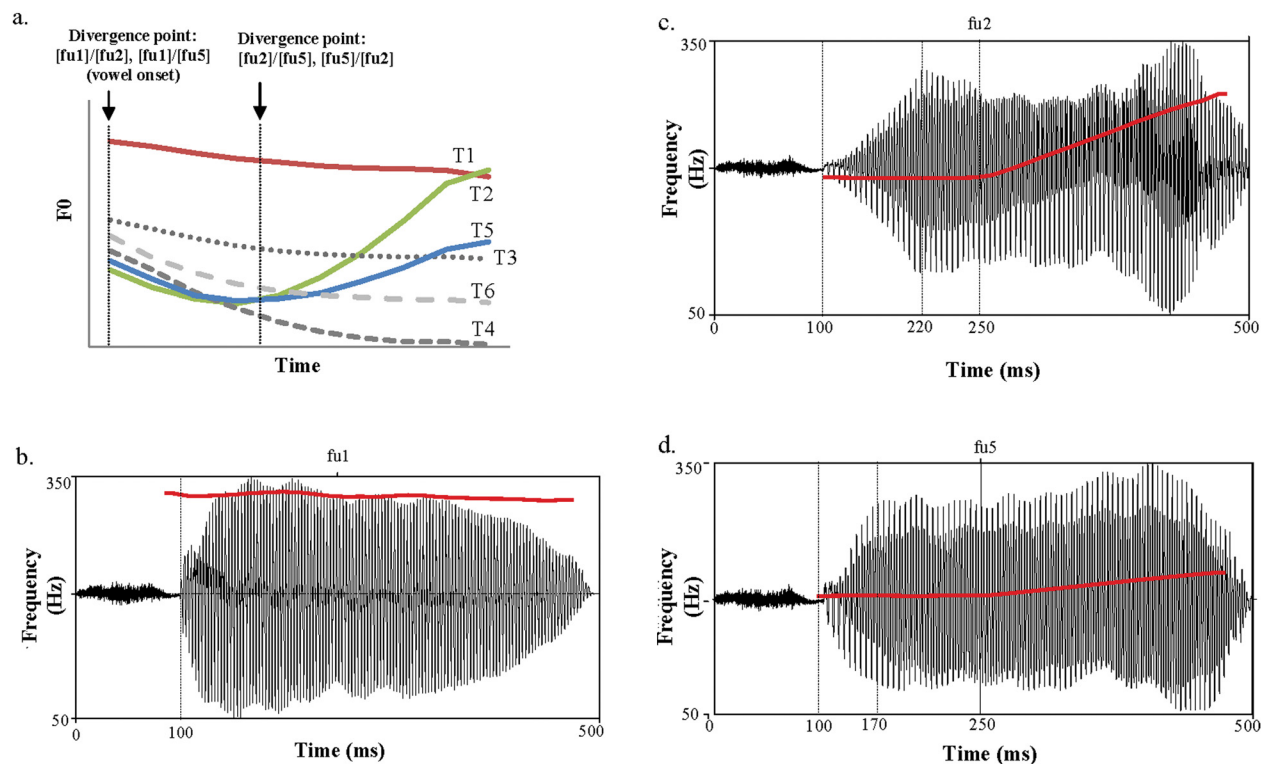 a.
Divergence point:
[fu1]/[fu2], [fu1]/[fu5]
(vowel onset)
Divergence point:
[fu2]/[fu5], [fu5]/[fu2]
F0
T1
T2
T5
T3
T6
T4
Time
b.
fu1
350
Frequency
(Hz)
50
0
100
500
Time (ms)
c.
fu2
350
Frequency
(Hz)
50
0
100
220
250
500
Time (ms)
d.
fu5
350
Frequency
(Hz)
50
0
100
170
250
500
Time (ms)